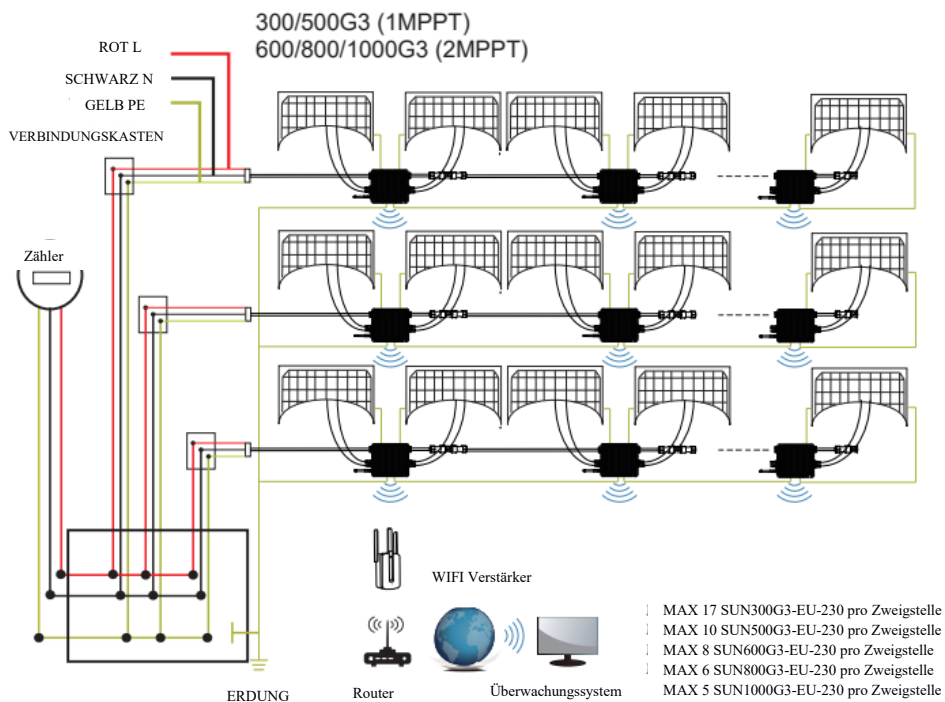 300/500G3 (1MPPT)
600/800/1000G3 (2MPPT)
ROT L
SCHWARZ N
GELB PE
VERBINDUNGSKASTEN
Zähler
WIFI Verstärker
MAX 17 SUN300G3-EU-230 pro Zweigstelle
MAX 10 SUN500G3-EU-230 pro Zweigstelle
MAX 8 SUN600G3-EU-230 pro Zweigstelle
MAX 6 SUN800G3-EU-230 pro Zweigstelle
MAX 5 SUN1000G3-EU-230 pro Zweigstelle
ERDUNG
Router
Überwachungssystem